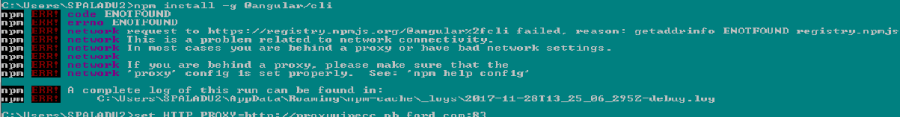 C:\Users\SPALADU2>npm install -g @angular/cli
npm ERR! code ENOTFOUND
npm ERR! errno ENOTFOUND
npm ERR! network request to https://registry.npmjs.org/@angular%2fcli failed, reason: getaddrinfo ENOTFOUND registry.npmjs
npm ERR! network This is a problem related to network connectivity.
npm ERR! network In most cases you are behind a proxy or have bad network settings.
npm ERR! network
npm ERR! network If you are behind a proxy, please make sure that the
npm ERR! network 'proxy' config is set properly.  See: 'npm help config'
npm ERR! A complete log of this run can be found in:
npm ERR!     C:\Users\SPALADU2\AppData\Roaming\npm-cache\_logs\2017-11-28T13_25_06_295Z-debug.log
C:\Users\SPALADU2>set HTTP_PROXY=